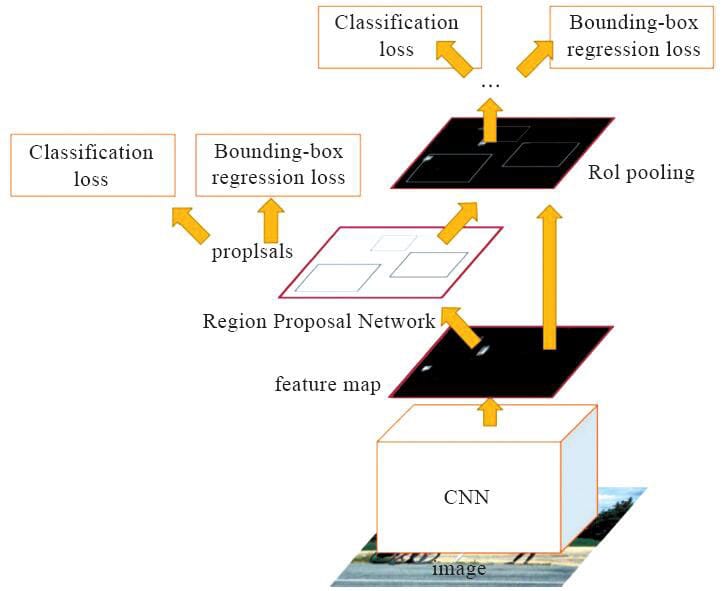 Classification
loss
Bounding-box
regression loss
...
Classification
loss
Bounding-box
regression loss
RoI pooling
proplsals
Region Proposal Network
feature map
CNN
image